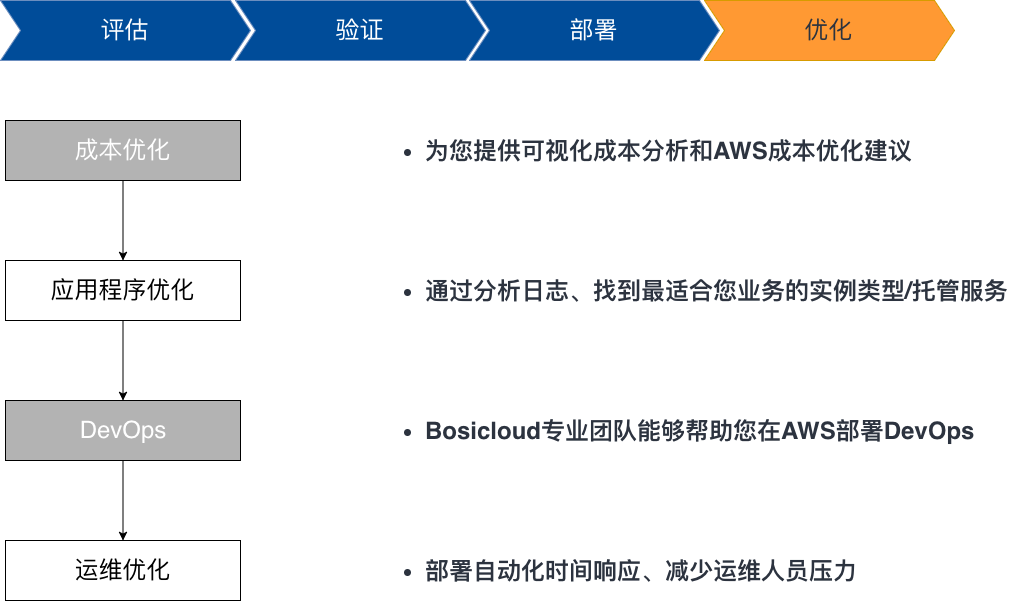 评估
验证
部署
优化
成本优化
• 为您提供可视化成本分析和AWS成本优化建议
应用程序优化
• 通过分析日志、找到最适合您业务的实例类型/托管服务
DevOps
• Bosicloud专业团队能够帮助您在AWS部署DevOps
运维优化
• 部署自动化时间响应、减少运维人员压力